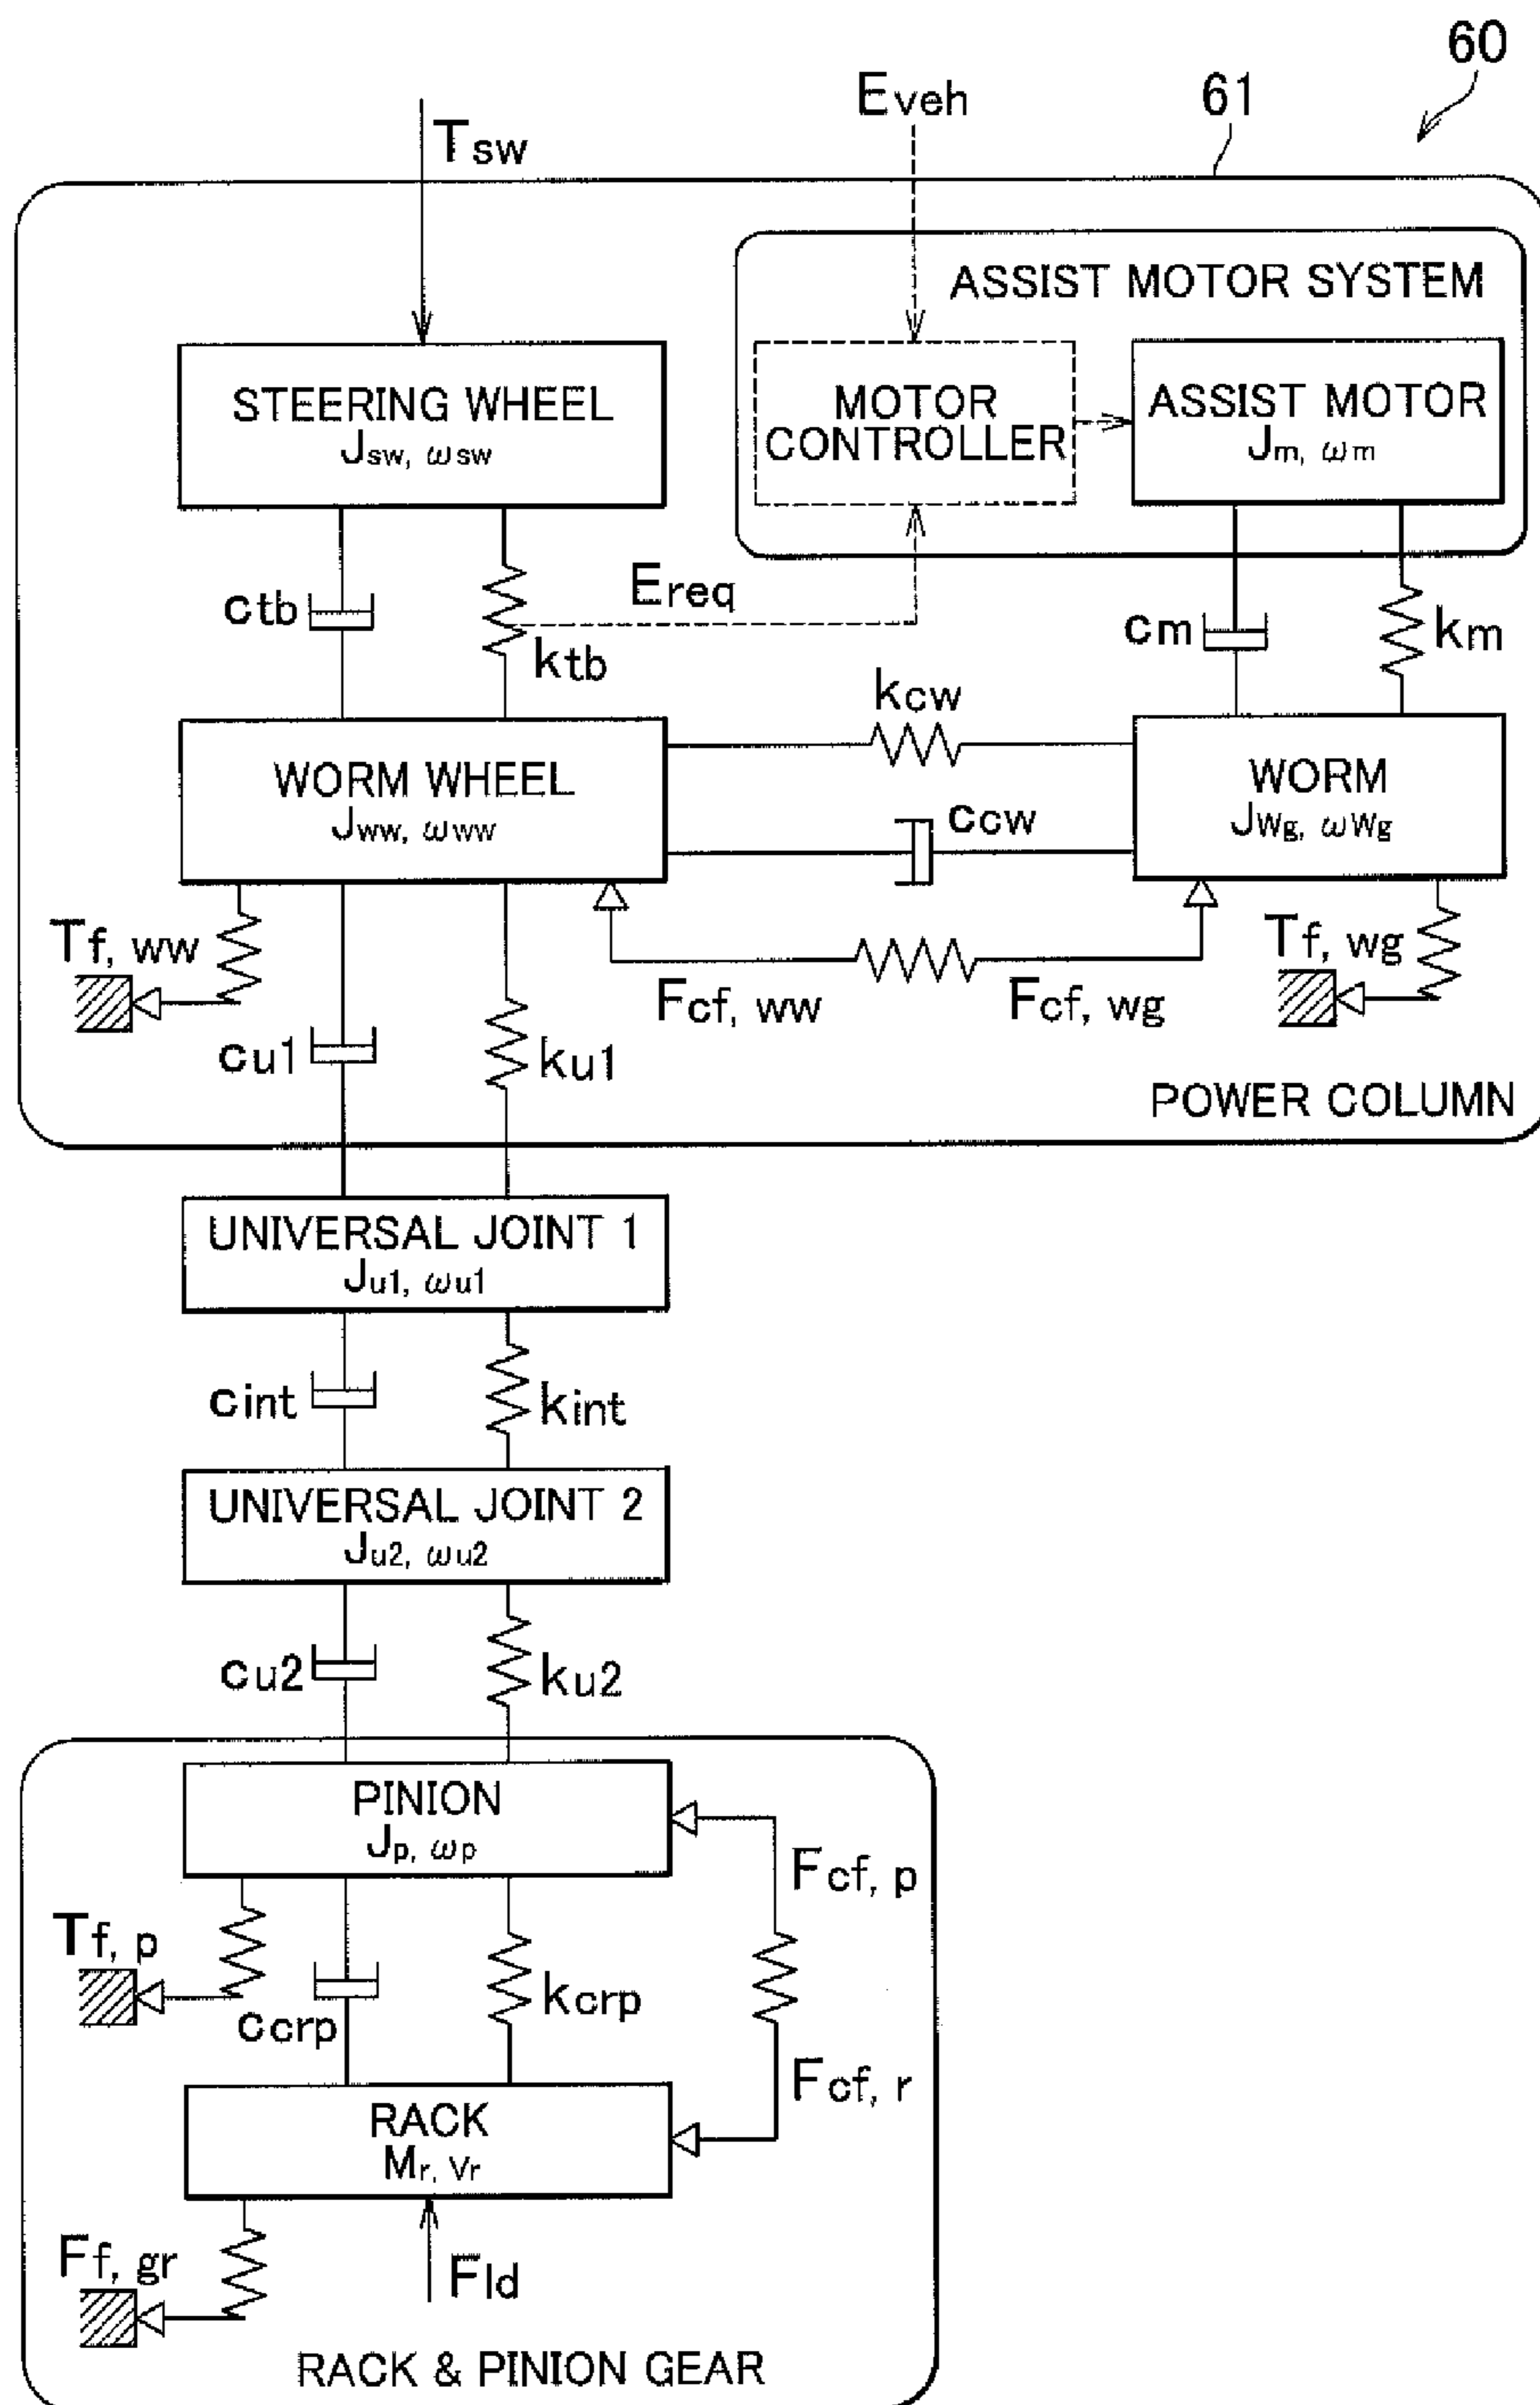 60
61
Eveh
Tsw
ASSIST MOTOR SYSTEM
STEERING WHEEL
Jsw, ωsw
MOTOR
CONTROLLER
ASSIST MOTOR
Jm, ωm
ctb
ktb
Ereq
cm
km
kcw
WORM WHEEL
Jww, ωww
WORM
JWg, ωWg
ccw
Tf, ww
Fcf, ww
Fcf, wg
Tf, wg
cu1
ku1
POWER COLUMN
UNIVERSAL JOINT 1
Ju1, ωu1
cint
kint
UNIVERSAL JOINT 2
Ju2, ωu2
cu2
ku2
PINION
Jp, ωp
Fcf, p
Tf, p
ccrp
kcrp
Fcf, r
RACK
Mr, Vr
Ff, gr
Fld
RACK & PINION GEAR